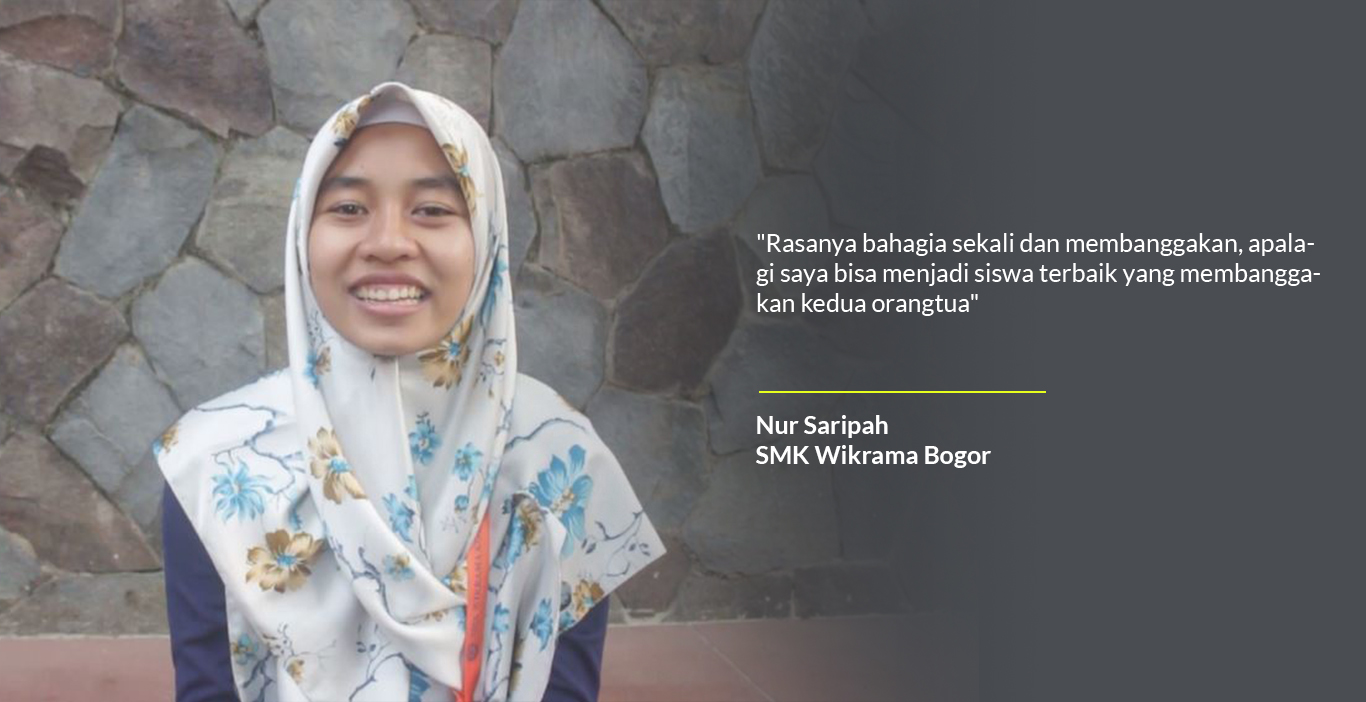 "Rasanya bahagia sekali dan membanggakan, apala-
gi saya bisa menjadi siswa terbaik yang membangga-
kan kedua orangtua"
Nur Saripah
SMK Wikrama Bogor